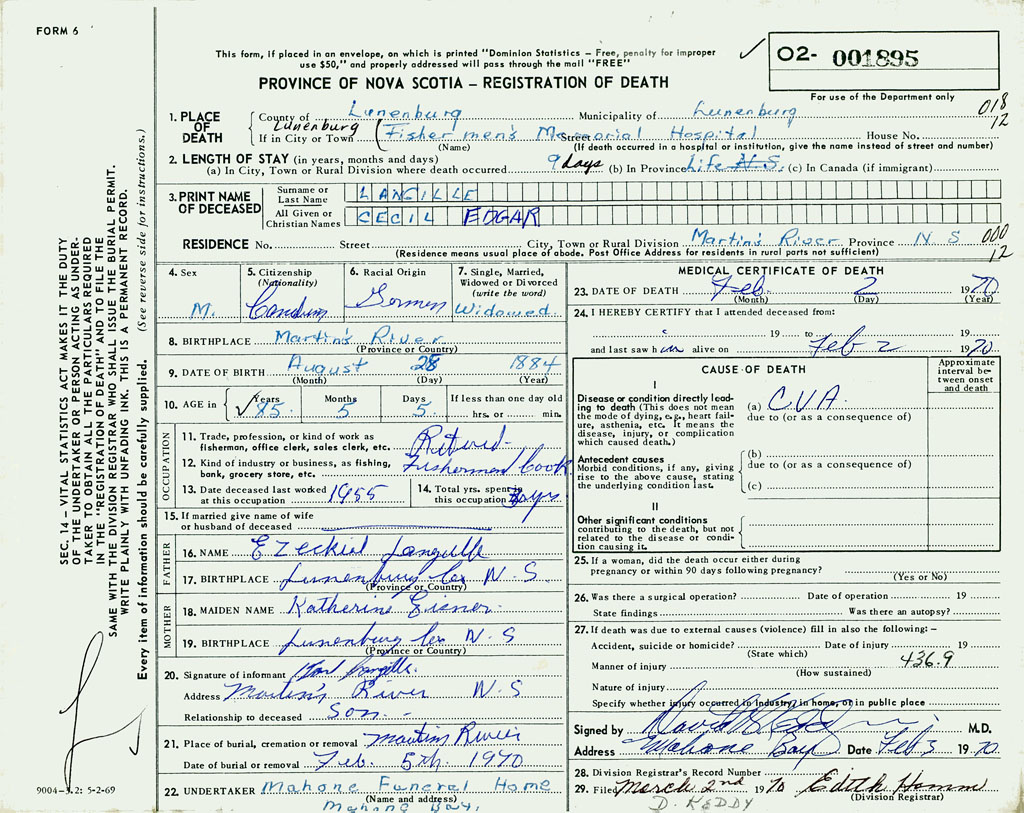 FORM 6
This form, if placed in an envelope, on which is printed "Dominion Statistics – Free, penalty for improper
use $50," and properly addressed will pass through the mail "FREE"
O2- 001895
PROVINCE OF NOVA SCOTIA – REGISTRATION OF DEATH
For use of the Department only
018
12
1. PLACE OF DEATH
County of Lunenburg Municipality of Lunenburg
If in City or Town Lunenburg (Fishermen's Memorial Hospital Street House No.
(Name) (If death occurred in a hospital or institution, give the name instead of street and number)
2. LENGTH OF STAY (in years, months and days)
(a) In City, Town or Rural Division where death occurred 9 days (b) In Province Life N S. (c) In Canada (if immigrant)
3. PRINT NAME OF DECEASED
Surname or Last Name LANGILLE
All Given or Christian Names CECIL EDGAR
RESIDENCE No. Street City, Town or Rural Division Martin's River Province N S
000
12
(Residence means usual place of abode. Post Office Address for residents in rural parts not sufficient)
4. Sex M.
5. Citizenship (Nationality)
6. Racial Origin German
7. Single, Married, Widowed or Divorced (write the word) Widowed
8. BIRTHPLACE Martin's River
(Province or Country)
9. DATE OF BIRTH August 28 1884
(Month) (Day) (Year)
10. AGE in Years 85 Months 5 Days 5 If less than one day old hrs. or min.
OCCUPATION
11. Trade, profession, or kind of work as fisherman, office clerk, sales clerk, etc. Retired
12. Kind of industry or business, as fishing, bank, grocery store, etc. Fisherman Cook
13. Date deceased last worked at this occupation 1955
14. Total yrs. spent in this occupation yrs
15. If married give name of wife or husband of deceased
FATHER
16. NAME Ezeckiel Langille
17. BIRTHPLACE Lunenburg Co N.S
(Province or Country)
MOTHER
18. MAIDEN NAME Katherine Eisner
19. BIRTHPLACE Lunenburg Co N.S
(Province or Country)
20. Signature of informant Langille
Address Martin's River N.S
Relationship to deceased Son
21. Place of burial, cremation or removal Martins River
Date of burial or removal Feb. 5th 1970
22. UNDERTAKER Mahone Funeral Home
(Name and address)
Mahone Bay,
MEDICAL CERTIFICATE OF DEATH
23. DATE OF DEATH Feb 2 1970
(Month) (Day) (Year)
24. I HEREBY CERTIFY that I attended deceased from:
19 to 19
and last saw him alive on Feb 2 1970
CAUSE OF DEATH
Approximate interval between onset and death
I
Disease or condition directly leading to death (This does not mean the mode of dying, e.g., heart failure, asthenia, etc. It means the disease, injury, or complication which caused death.)
(a) C.V.A.
due to (or as a consequence of)
Antecedent causes
Morbid conditions, if any, giving rise to the above cause, stating the underlying condition last.
(b)
due to (or as a consequence of)
(c)
II
Other significant conditions contributing to the death, but not related to the disease or condition causing it.
25. If a woman, did the death occur either during pregnancy or within 90 days following pregnancy?
(Yes or No)
26. Was there a surgical operation? Date of operation 19
State findings Was there an autopsy?
27. If death was due to external causes (violence) fill in also the following: –
Accident, suicide or homicide? Date of injury 19
(State which)
436.9
Manner of injury
(How sustained)
Nature of injury
Specify whether injury occurred in industry, in home, or in public place
Signed by M.D.
Address Mahone Bay Date Feb 3 1970
28. Division Registrar's Record Number
29. Filed March 2nd 1970 Edith
(Division Registrar)
D. KEDDY
SEC. 14 – VITAL STATISTICS ACT MAKES IT THE DUTY
OF THE UNDERTAKER OR PERSON ACTING AS UNDER-
TAKER TO OBTAIN ALL THE PARTICULARS REQUIRED
IN THE "REGISTRATION OF DEATH" AND TO FILE THE
SAME WITH THE DIVISION REGISTRAR WHO SHALL ISSUE THE BURIAL PERMIT.
WRITE PLAINLY WITH UNFADING INK. THIS IS A PERMANENT RECORD.
Every item of information should be carefully supplied. (See reverse side for instructions.)
9004-3.2: 5-2-69